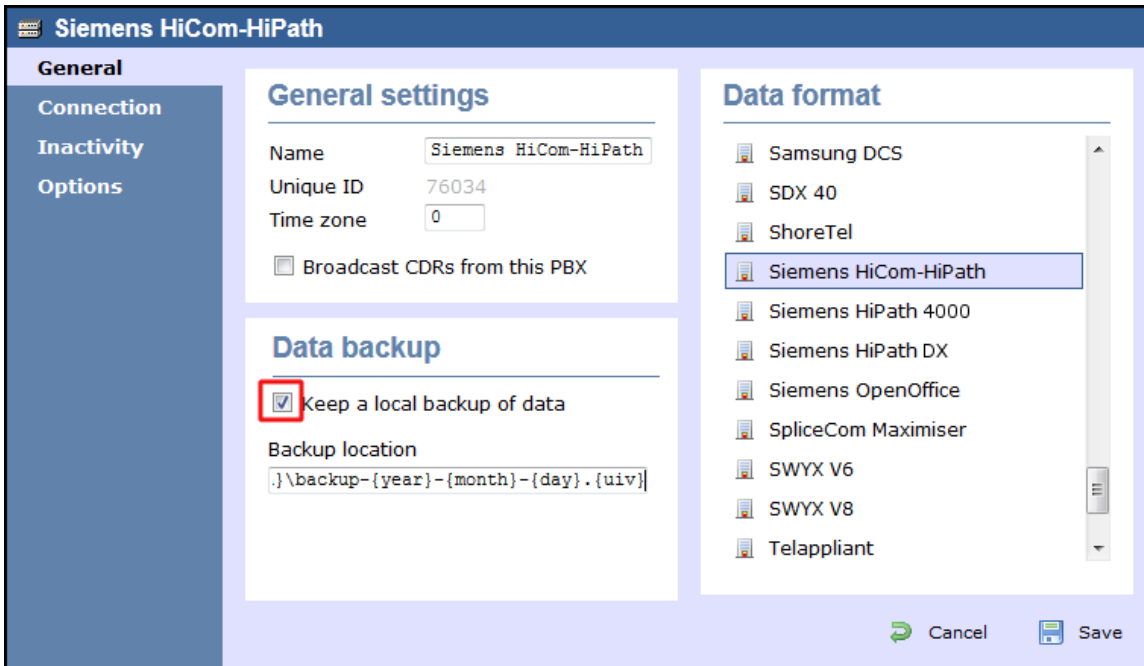 Siemens HiCom-HiPath
General
Connection
Inactivity
Options
General settings
Name Siemens HiCom-HiPath
Unique ID 76034
Time zone 0
Broadcast CDRs from this PBX
Data backup
Keep a local backup of data
Backup location
.}\backup-{year}-{month}-{day}.{uiv}
Data format
Samsung DCS
SDX 40
ShoreTel
Siemens HiCom-HiPath
Siemens HiPath 4000
Siemens HiPath DX
Siemens OpenOffice
SpliceCom Maximiser
SWYX V6
SWYX V8
Telappliant
Cancel Save